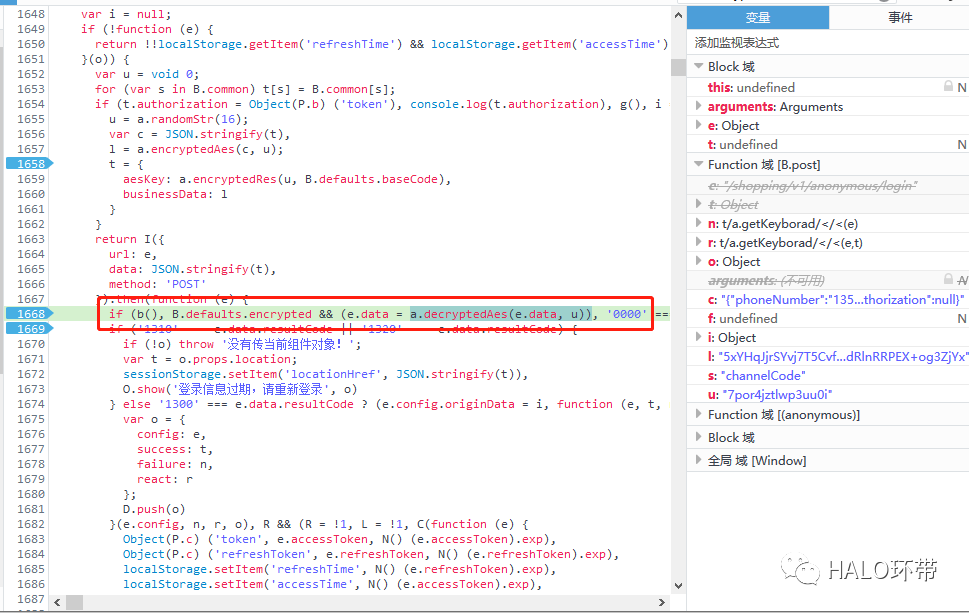 1648 var i = null;
1649 if (!function (e) {
1650 return !!localStorage.getItem('refreshTime') && localStorage.getItem('accessTime')
1651 }(o)) {
1652 var u = void 0;
1653 for (var s in B.common) t[s] = B.common[s];
1654 if (t.authorization = Object(P.b) ('token'), console.log(t.authorization), g(), i
1655 u = a.randomStr(16);
1656 var c = JSON.stringify(t),
1657 l = a.encryptedAes(c, u);
1658 t = {
1659 aesKey: a.encryptedRes(u, B.defaults.baseCode),
1660 businessData: l
1661 }
1662 }
1663 return I({
1664 url: e,
1665 data: JSON.stringify(t),
1666 method: 'POST'
1667 }).then(function (e) {
1668 if (b(), B.defaults.encrypted && (e.data = a.decryptedAes(e.data, u)), '0000' ==
1669 if ('1310' e.data.resultCode || '1320' e.data.resultCode) {
1670 if (!o) throw '没有传当前组件对象! ';
1671 var t = o.props.location;
1672 sessionStorage.setItem('locationHref', JSON.stringify(t)),
1673 O.show('登录信息过期,请重新登录', o)
1674 } else '1300' === e.data.resultCode ? (e.config.originData = i, function (e, t,
1675 var o = {
1676 config: e,
1677 success: t,
1678 failure: n,
1679 react: r
1680 };
1681 D.push(o)
1682 }(e.config, n, r, o), R && (R = !1, L = !1, C(function (e) {
1683 Object(P.c) ('token', e.accessToken, N() (e.accessToken).exp),
1684 Object(P.c) ('refreshToken', e.refreshToken, N() (e.refreshToken).exp),
1685 localStorage.setItem('refreshTime', N() (e.refreshToken).exp),
1686 localStorage.setItem('accessTime', N() (e.accessToken).exp),
1687
变量 事件
添加监视表达式
Block 域
this: undefined N
arguments: Arguments
e: Object
t: undefined N
Function 域 [B.post]
e: "/shopping/v1/anonymous/login"
t: Object
n: t/a.getKeyborad/</<(e)
r: t/a.getKeyborad/</<(e,t)
o: Object
arguments: (不可用) N
c: "{"phoneNumber":"135…thorization":null}"
f: undefined N
i: Object
l: "5xYHqJjrSYvj7T5Cvf…dRlnRRPEX+og3ZjYx"
s: "channelCode"
u: "7por4jztlwp3uu0i"
Function 域 [(anonymous)]
Block 域
全局 域 [Window]
HALO环带